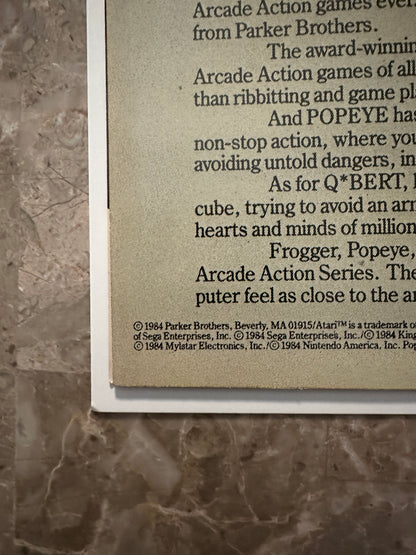 Arcade Action games ever
from Parker Brothers.
The award-winnin
Arcade Action games of all
than ribbitting and game pl
And POPEYE has
non-stop action, where you
avoiding untold dangers, in
As for Q*BERT,
cube, trying to avoid an arr
hearts and minds of million
Frogger, Popeye,
Arcade Action Series. The
puter feel as close to the ar
© 1984 Parker Brothers, Beverly, MA 01915/Atari™ is a trademark o
of Sega Enterprises, Inc. © 1984 Sega Enterprises, Inc./© 1984 King
© 1984 Mylstar Electronics, Inc./© 1984 Nintendo America, Inc. Pop